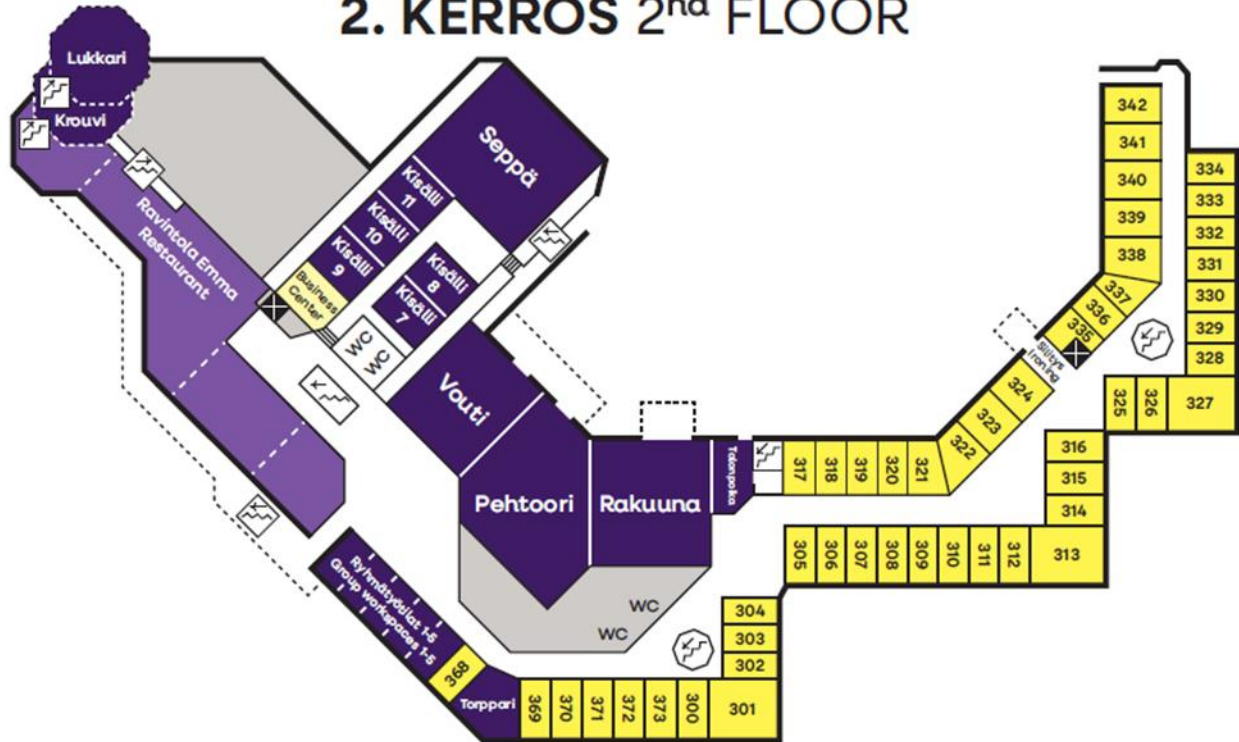 2. KERROS 2nd FLOOR
Lukkari
Krouvi
Ravintola Emma
Restaurant
Seppä
Kisälli
11
Kisälli
10
Kisälli
9
Business
Center
Kisälli
8
Kisälli
7
WC
WC
Vouti
Pehtoori
Rakuuna
Talonpoika
WC
WC
Ryhmätyötilat 1-5
Group workspaces 1-5
368
Torppari
369
370
371
372
373
300
301
302
303
304
305
306
307
308
309
310
311
312
313
314
315
316
317
318
319
320
321
322
323
324
Silitys
Ironing
325
326
327
328
329
330
331
332
333
334
335
336
337
338
339
340
341
342